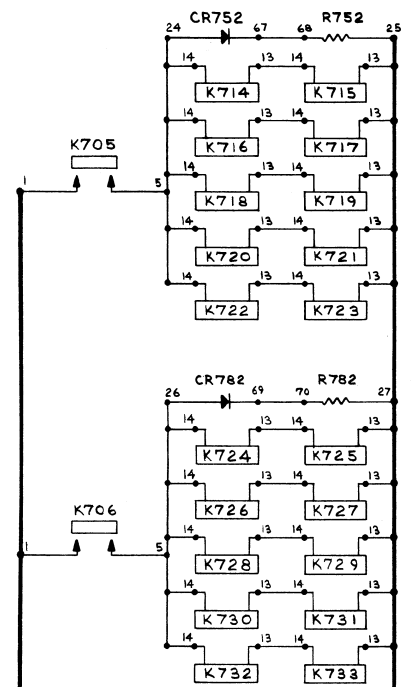 24 CR752 67 68 R752 25
14 13 14 13
K714 K715
14 13 14 13
K716 K717
K705
14 13 14 13
1 5
K718 K719
14 13 14 13
K720 K721
14 13 14 13
K722 K723
26 CR782 69 70 R782 27
14 13 14 13
K724 K725
14 13 14 13
K726 K727
K706
14 13 14 13
1 5
K728 K729
14 13 14 13
K730 K731
14 13 14 13
K732 K733